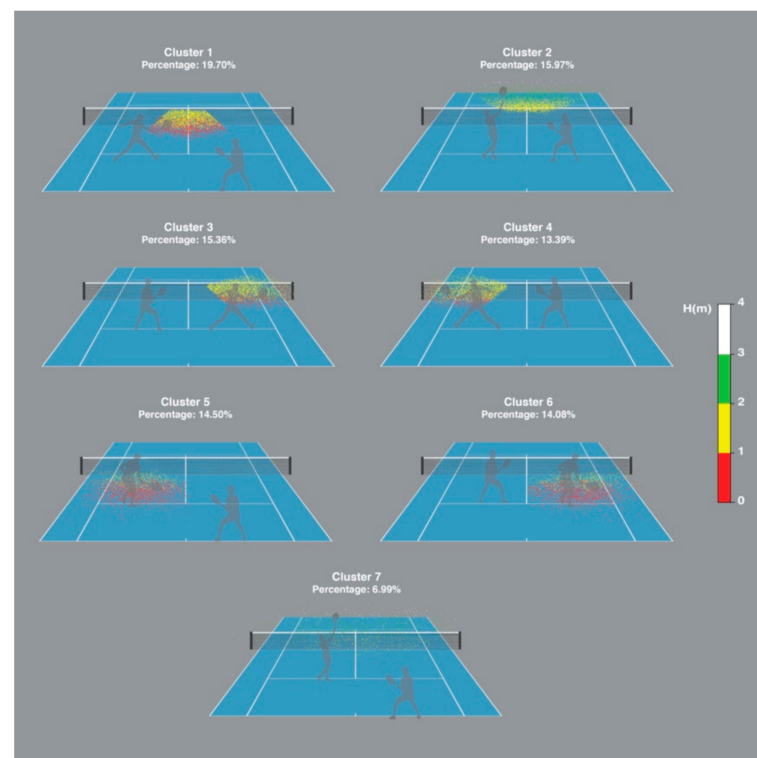 Cluster 1
Percentage: 19.70%
Cluster 2
Percentage: 15.97%
Cluster 3
Percentage: 15.36%
Cluster 4
Percentage: 13.39%
H(m)
4
3
2
1
0
Cluster 5
Percentage: 14.50%
Cluster 6
Percentage: 14.08%
Cluster 7
Percentage: 6.99%